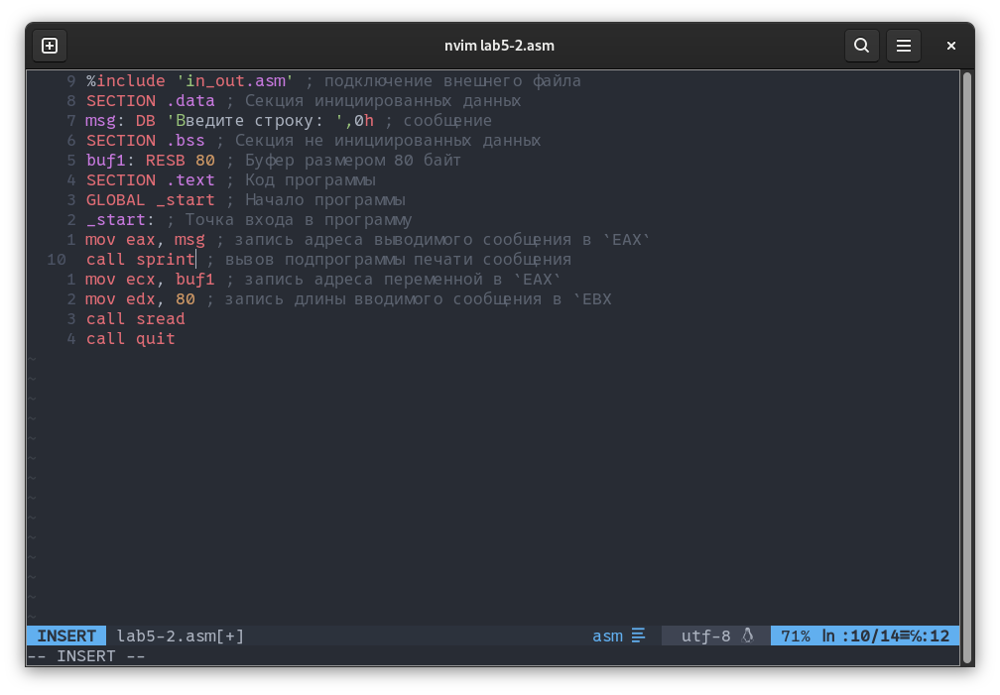 nvim lab5-2.asm
9 %include 'in_out.asm' ; подключение внешнего файла
8 SECTION .data ; Секция инициированных данных
7 msg: DB 'Введите строку: ',0h ; сообщение
6 SECTION .bss ; Секция не инициированных данных
5 buf1: RESB 80 ; Буфер размером 80 байт
4 SECTION .text ; Код программы
3 GLOBAL _start ; Начало программы
2 _start: ; Точка входа в программу
1 mov eax, msg ; запись адреса выводимого сообщения в `EAX`
10 call sprint ; вызов подпрограммы печати сообщения
1 mov ecx, buf1 ; запись адреса переменной в `EAX`
2 mov edx, 80 ; запись длины вводимого сообщения в `EBX
3 call sread
4 call quit
INSERT lab5-2.asm[+] asm utf-8 71% ln :10/14≡℅:12
-- INSERT --